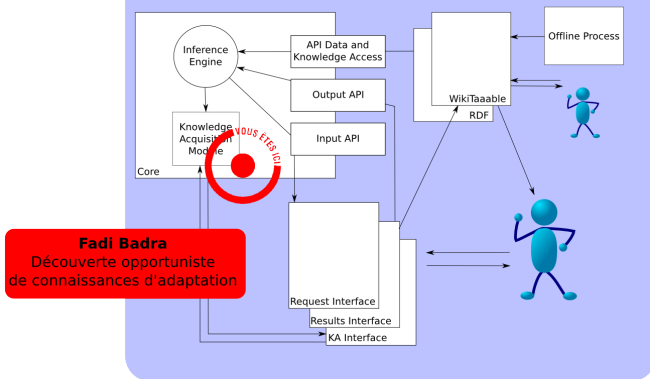 Inference
Engine
API Data and
Knowledge Access
Offline Process
Output API
WikiTaaable
RDF
Knowledge
Acquisition
Module
VOUS ÊTES ICI
Input API
Core
Fadi Badra
Découverte opportuniste
de connaissances d'adaptation
Request Interface
Results Interface
KA Interface